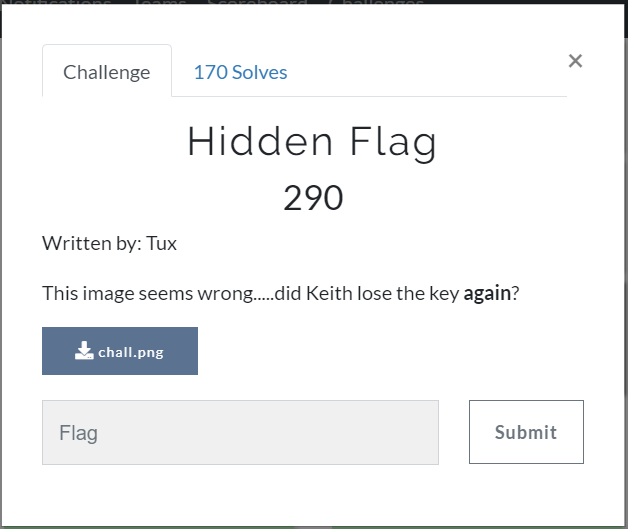 Notifications Teams Scoreboard Challenges
Challenge
170 Solves
×
Hidden Flag
290
Written by: Tux
This image seems wrong.....did Keith lose the key again?
chall.png
Flag
Submit